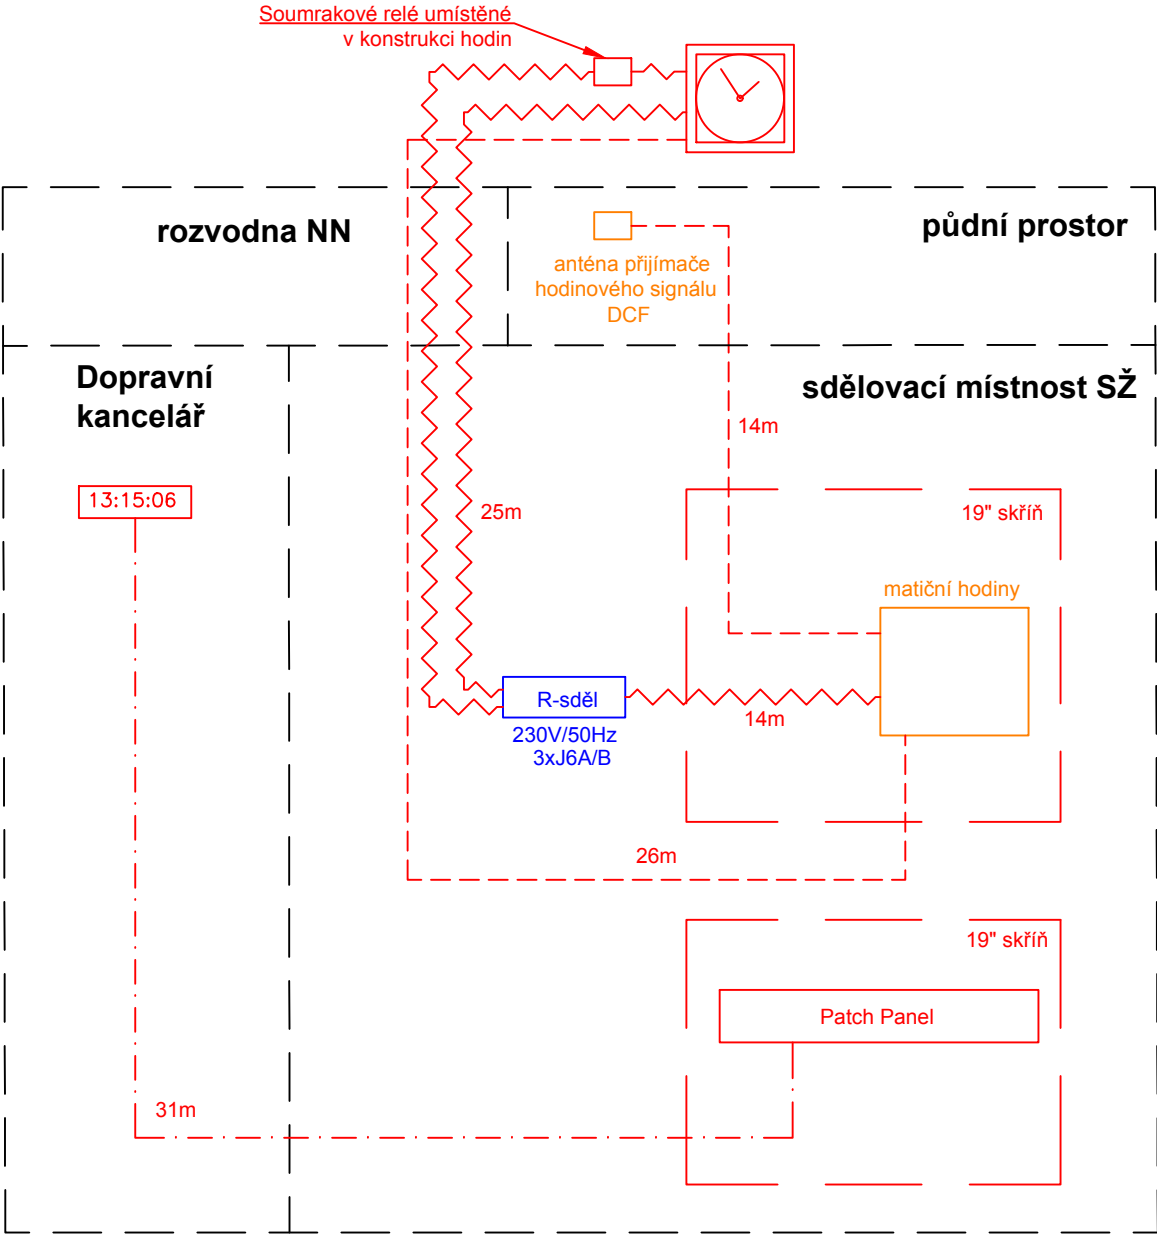 Soumrakové relé umístěné
v konstrukci hodin
rozvodna NN
půdní prostor
anténa přijímače
hodinového signálu
DCF
Dopravní
kancelář
sdělovací místnost SŽ
14m
13:15:06
25m
19" skříň
matiční hodiny
R-sděl
14m
230V/50Hz
3xJ6A/B
26m
19" skříň
Patch Panel
31m